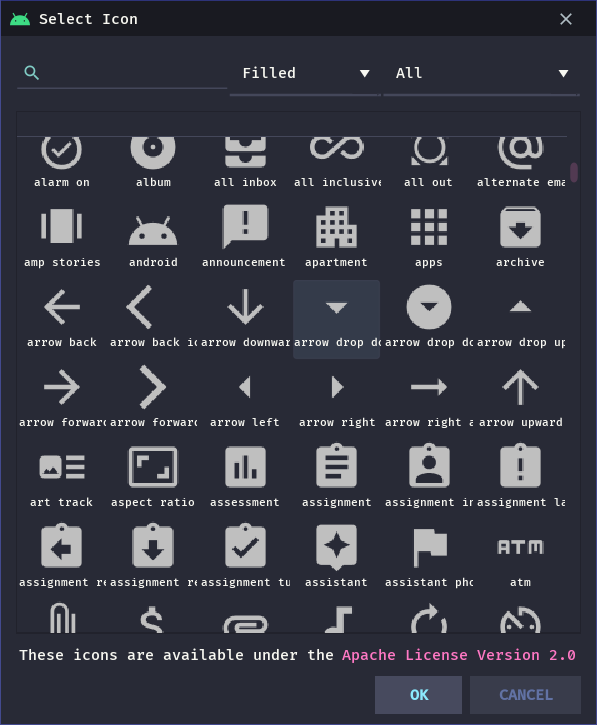 Select Icon
Filled
All
alarm on
album
all inbox
all inclusive
all out
alternate ema
amp stories
android
announcement
apartment
apps
archive
arrow back
arrow back ic
arrow downwar
arrow drop do
arrow drop do
arrow drop up
arrow forward
arrow forward
arrow left
arrow right
arrow right a
arrow upward
art track
aspect ratio
assessment
assignment
assignment in
assignment la
assignment re
assignment re
assignment tu
assistant
assistant pho
atm
ATM
These icons are available under the Apache License Version 2.0
OK
CANCEL